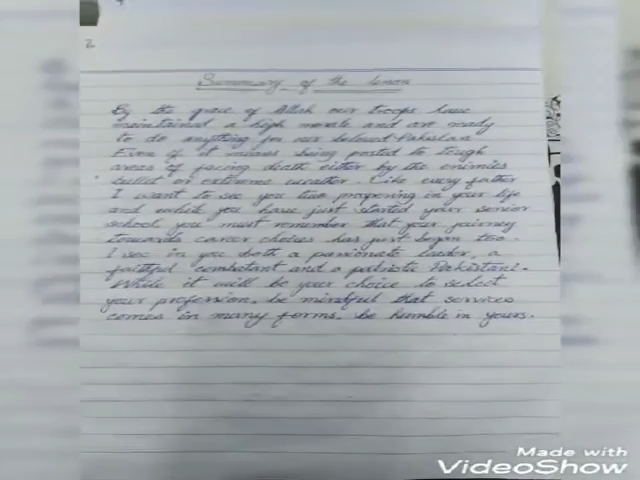 2
Summary of the lesson
By the grace of Allah our troops have
maintained a high morale and are ready
to do anything for our beloved Pakistan
Even if it means being posted to tough
areas of facing death either by the enimies
bullet or extreme weather. Like every father
I want to see you two prospering in your life
and while you have just started your senior
school you must remember that your journey
towards career choices has just began too.
I see in you both a passionate leader, a
faithful combatant and a patriotic Pakistani.
While it will be your choice to select
your profession, be mindful that services
comes in many forms. be humble in yours.
Made with
VideoShow